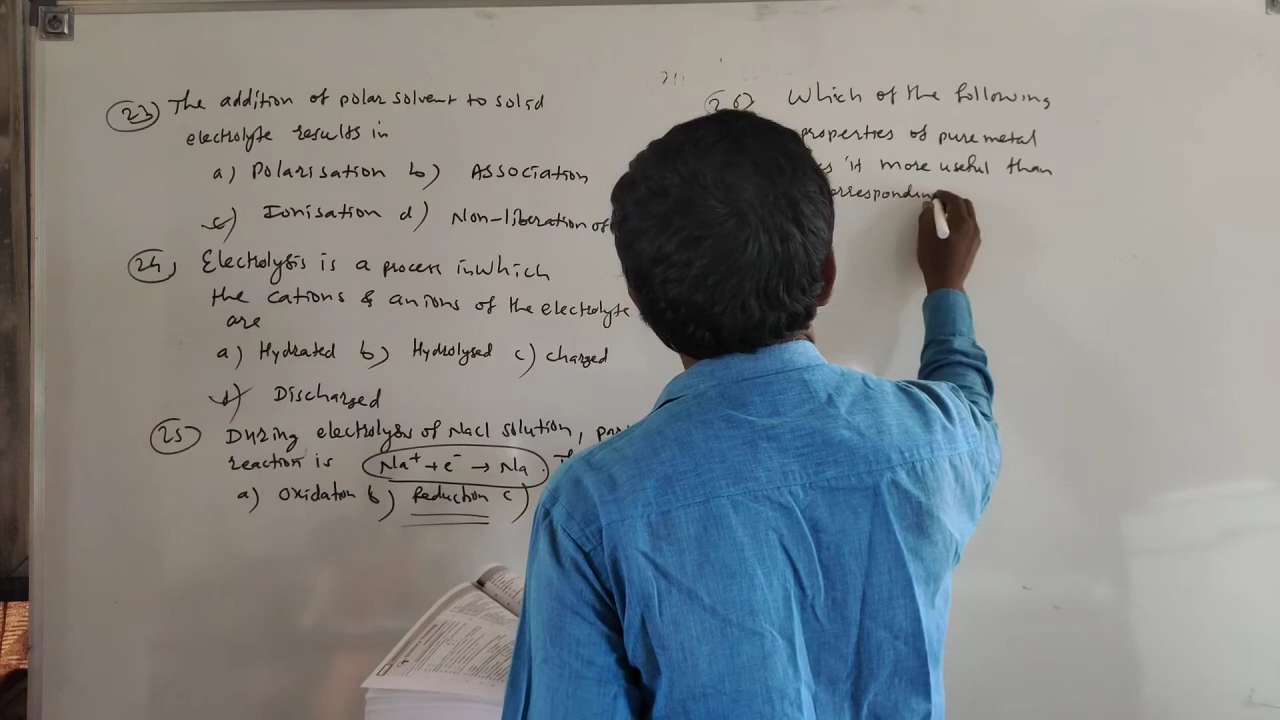 23) The addition of polar solvent to solid
electrolyte results in
a) Polarisation b) Association
c) Ionisation d) Non-liberation of
24) Electrolysis is a process in which
the cations & anions of the electrolyte
are
a) Hydrated b) Hydrolysed c) charged
d) Discharged
25) During electrolysis of Nacl solution,
reaction is Na⁺ + e⁻ → Na.
a) Oxidation b) Reduction c)
26) Which of the following
properties of pure metal
it more useful than